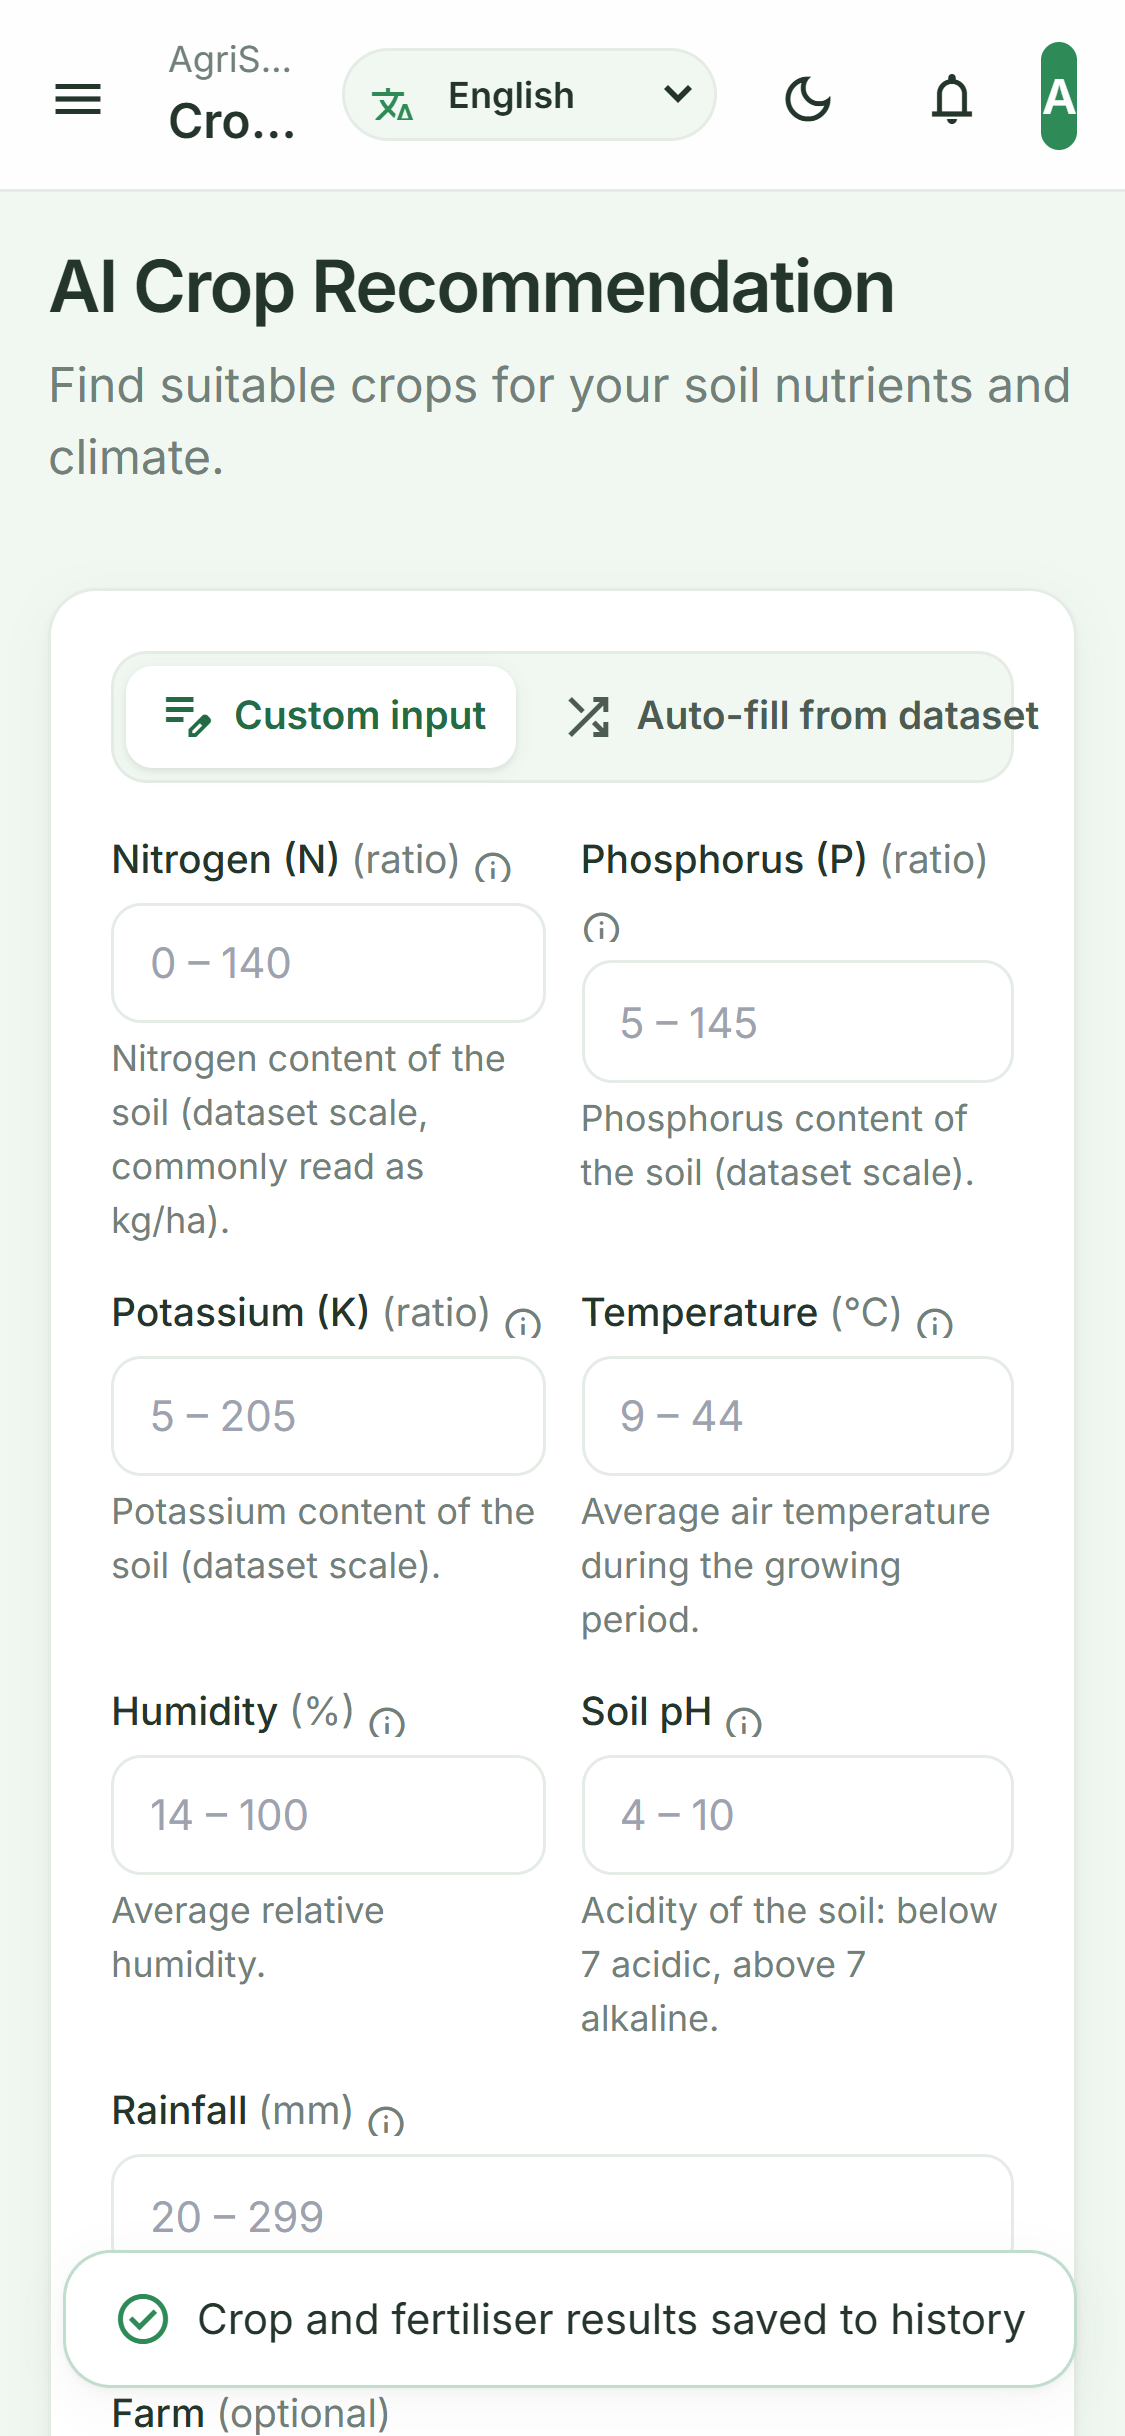 AgriS...
Cro...
English
A
AI Crop Recommendation
Find suitable crops for your soil nutrients and
climate.
Custom input
Auto-fill from dataset
Nitrogen (N) (ratio)
0 – 140
Nitrogen content of the
soil (dataset scale,
commonly read as
kg/ha).
Phosphorus (P) (ratio)
5 – 145
Phosphorus content of
the soil (dataset scale).
Potassium (K) (ratio)
5 – 205
Potassium content of the
soil (dataset scale).
Temperature (°C)
9 – 44
Average air temperature
during the growing
period.
Humidity (%)
14 – 100
Average relative
humidity.
Soil pH
4 – 10
Acidity of the soil: below
7 acidic, above 7
alkaline.
Rainfall (mm)
20 – 299
Crop and fertiliser results saved to history
Farm (optional)